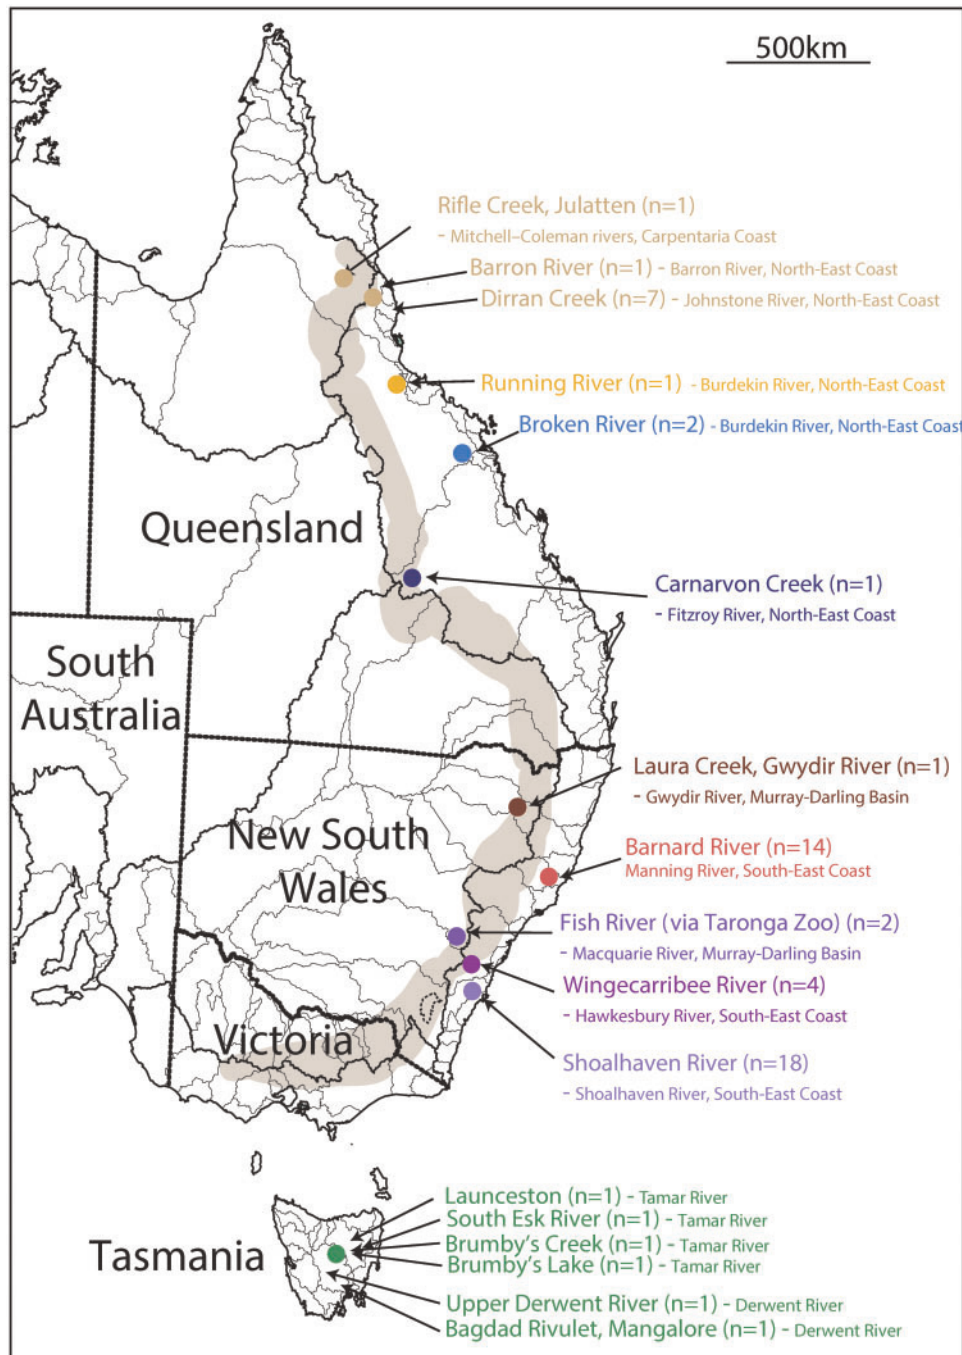 500km
Rifle Creek, Julatten (n=1)
- Mitchell–Coleman rivers, Carpentaria Coast
Barron River (n=1) - Barron River, North-East Coast
Dirran Creek (n=7) - Johnstone River, North-East Coast
Running River (n=1) - Burdekin River, North-East Coast
Broken River (n=2) - Burdekin River, North-East Coast
Queensland
Carnarvon Creek (n=1)
- Fitzroy River, North-East Coast
South
Australia
Laura Creek, Gwydir River (n=1)
- Gwydir River, Murray-Darling Basin
New South
Wales
Barnard River (n=14)
Manning River, South-East Coast
Fish River (via Taronga Zoo) (n=2)
- Macquarie River, Murray-Darling Basin
Wingecarribee River (n=4)
- Hawkesbury River, South-East Coast
Victoria
Shoalhaven River (n=18)
- Shoalhaven River, South-East Coast
Tasmania
Launceston (n=1) - Tamar River
South Esk River (n=1) - Tamar River
Brumby's Creek (n=1) - Tamar River
Brumby's Lake (n=1) - Tamar River
Upper Derwent River (n=1) - Derwent River
Bagdad Rivulet, Mangalore (n=1) - Derwent River